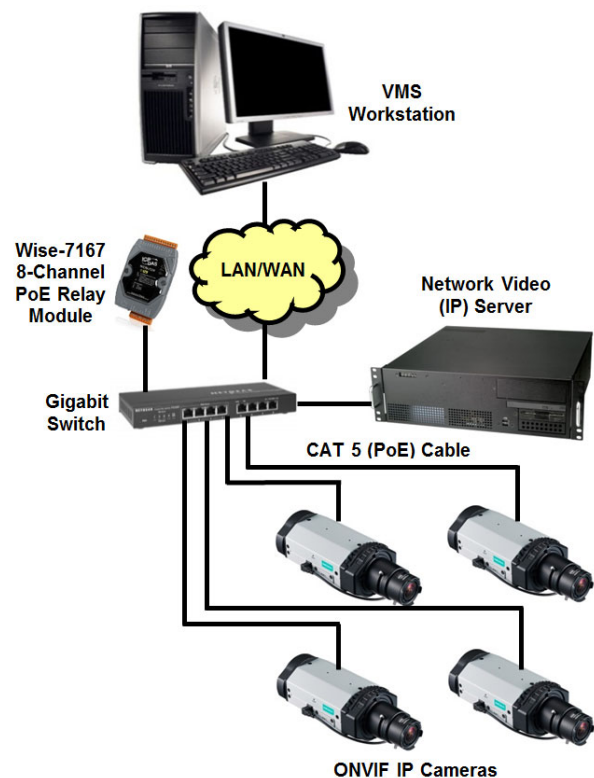 VMS
Workstation
Wise-7167
8-Channel
PoE Relay
Module
LAN/WAN
Network Video
(IP) Server
Gigabit
Switch
NETGEAR
CAT 5 (PoE) Cable
ONVIF IP Cameras